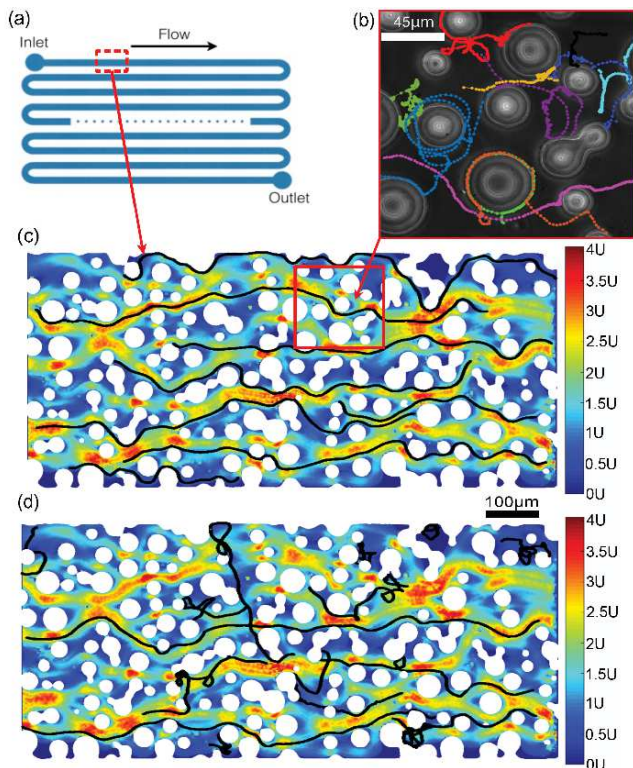 (a)
Inlet
Flow
Outlet
(b)
45µm
(c)
4U
3.5U
3U
2.5U
2U
1.5U
1U
0.5U
0U
(d)
100µm
4U
3.5U
3U
2.5U
2U
1.5U
1U
0.5U
0U